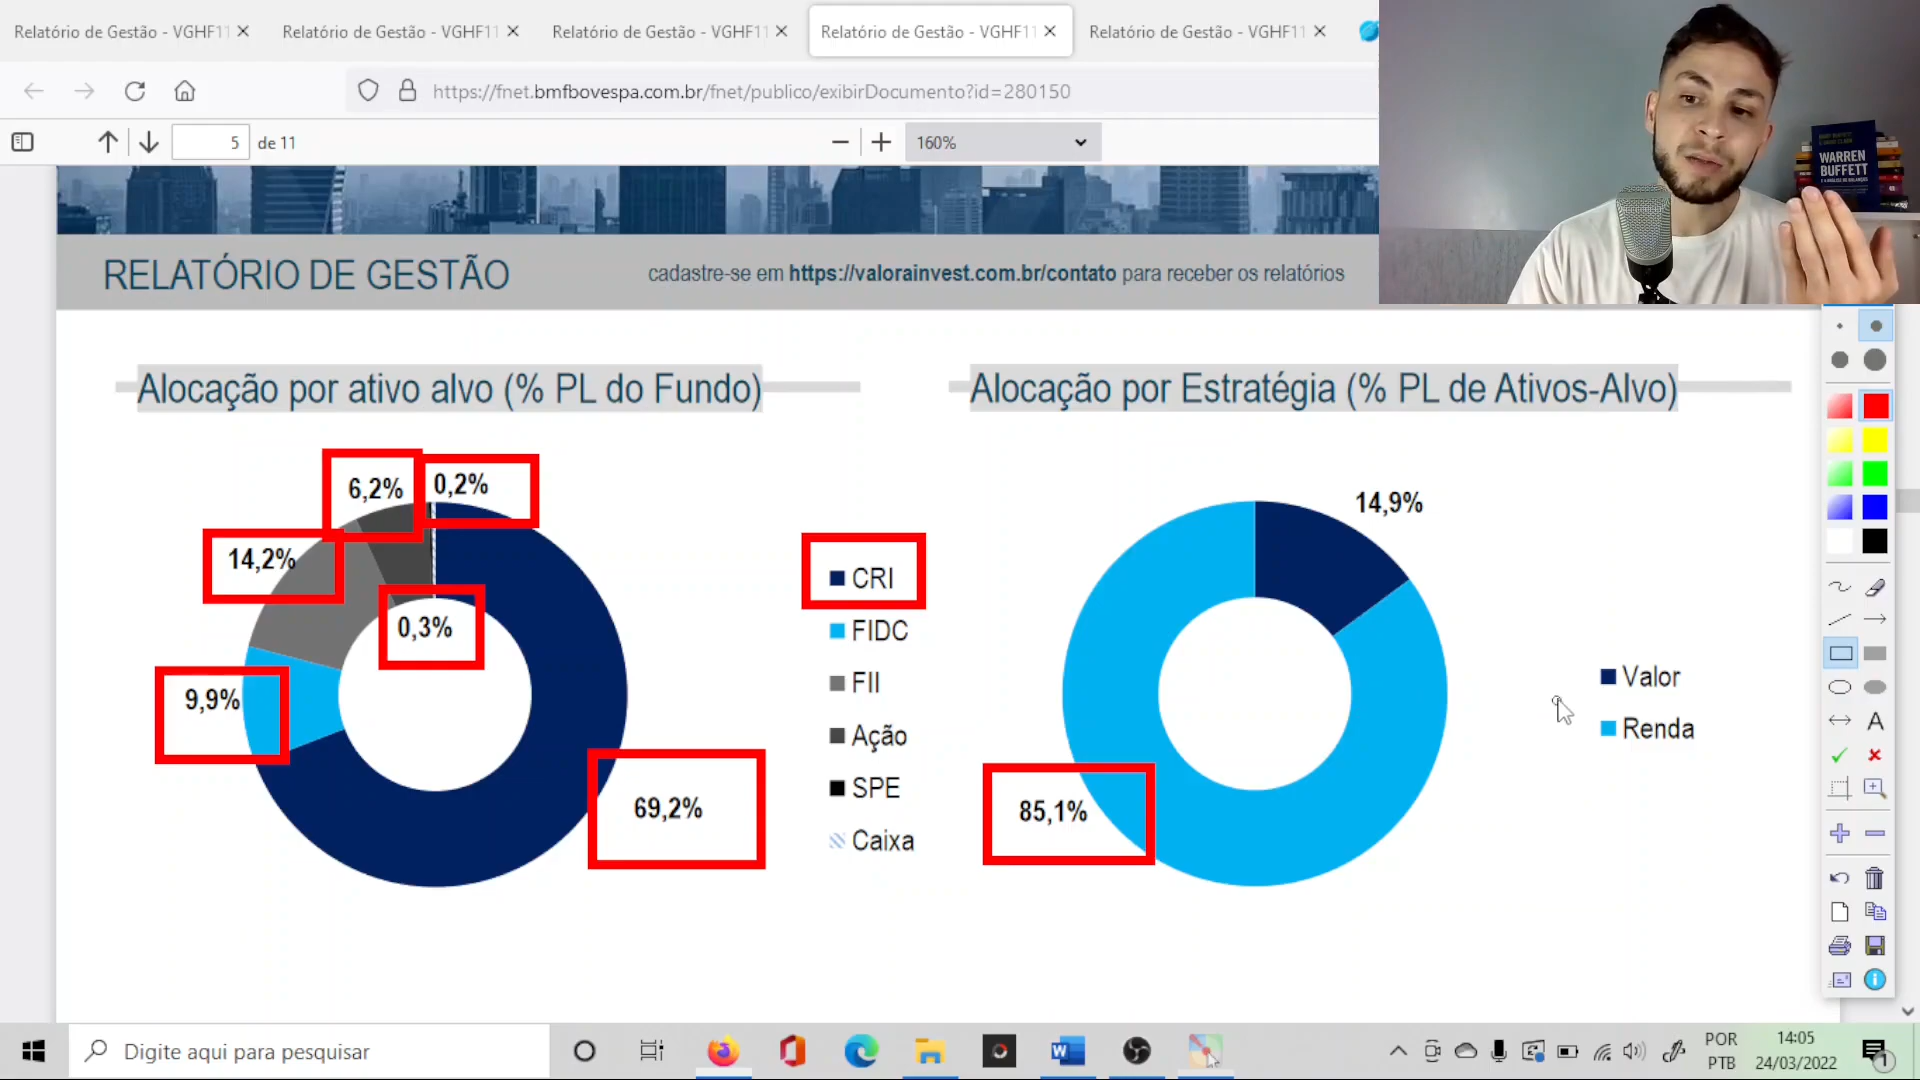 Relatório de Gestão - VGHF11
Relatório de Gestão - VGHF11
Relatório de Gestão - VGHF11
Relatório de Gestão - VGHF11
Relatório de Gestão - VGHF11
https://fnet.bmfbovespa.com.br/fnet/publico/exibirDocumento?id=280150
5 de 11
160%
WARREN
BUFFETT
RELATÓRIO DE GESTÃO
cadastre-se em https://valorainvest.com.br/contato para receber os relatórios
Alocação por ativo alvo (% PL do Fundo)
6,2%
0,2%
14,2%
0,3%
9,9%
69,2%
CRI
FIDC
FII
Ação
SPE
Caixa
Alocação por Estratégia (% PL de Ativos-Alvo)
14,9%
85,1%
Valor
Renda
A
Digite aqui para pesquisar
POR
PTB
14:05
24/03/2022
1